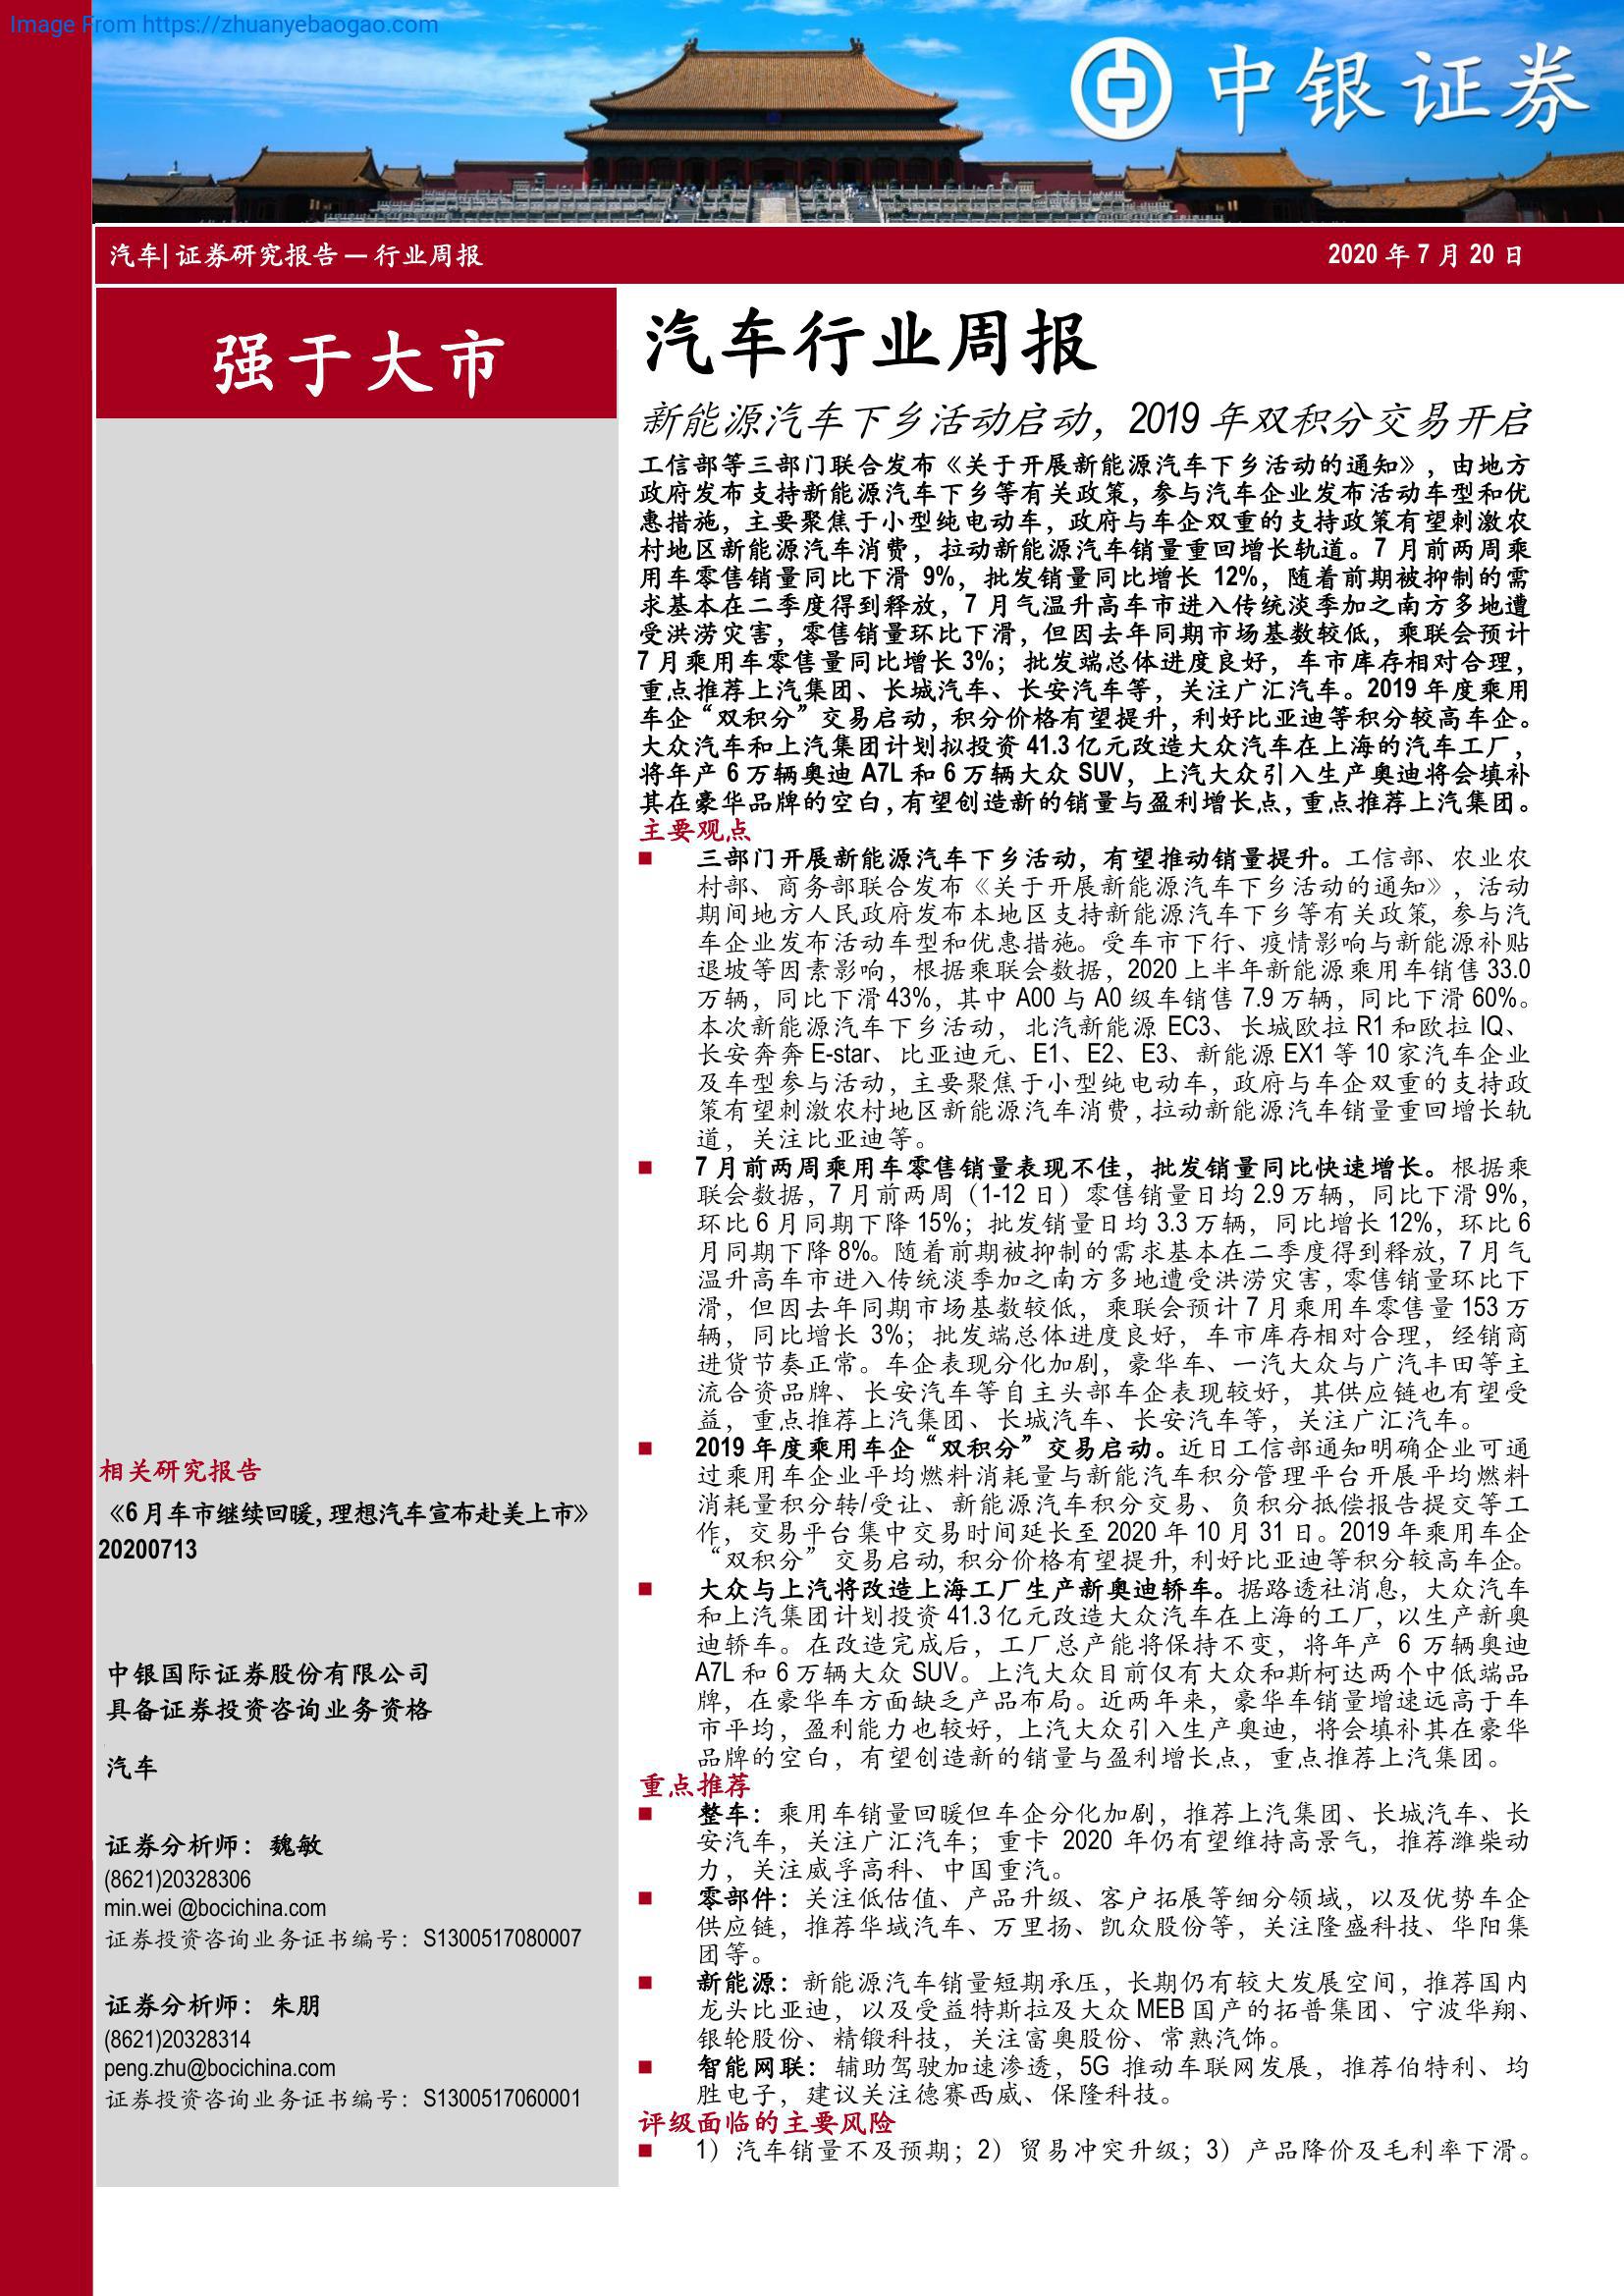 Image From https://zhuanyebaogao.com
中银证券
汽车| 证券研究报告 — 行业周报
2020 年 7 月 20 日
强于大市
汽车行业周报
新能源汽车下乡活动启动，2019 年双积分交易开启
工信部等三部门联合发布《关于开展新能源汽车下乡活动的通知》，由地方
政府发布支持新能源汽车下乡等有关政策，参与汽车企业发布活动车型和优
惠措施，主要聚焦于小型纯电动车，政府与车企双重的支持政策有望刺激农
村地区新能源汽车消费，拉动新能源汽车销量重回增长轨道。7 月前两周乘
用车零售销量同比下滑 9%，批发销量同比增长 12%，随着前期被抑制的需
求基本在二季度得到释放，7 月气温升高车市进入传统淡季加之南方多地遭
受洪涝灾害，零售销量环比下滑，但因去年同期市场基数较低，乘联会预计
7 月乘用车零售量同比增长 3%；批发端总体进度良好，车市库存相对合理，
重点推荐上汽集团、长城汽车、长安汽车等，关注广汇汽车。2019 年度乘用
车企“双积分”交易启动，积分价格有望提升，利好比亚迪等积分较高车企。
大众汽车和上汽集团计划拟投资 41.3 亿元改造大众汽车在上海的汽车工厂，
将年产 6 万辆奥迪 A7L 和 6 万辆大众 SUV，上汽大众引入生产奥迪将会填补
其在豪华品牌的空白，有望创造新的销量与盈利增长点，重点推荐上汽集团。
主要观点
■ 三部门开展新能源汽车下乡活动，有望推动销量提升。工信部、农业农
村部、商务部联合发布《关于开展新能源汽车下乡活动的通知》，活动
期间地方人民政府发布本地区支持新能源汽车下乡等有关政策，参与汽
车企业发布活动车型和优惠措施。受车市下行、疫情影响与新能源补贴
退坡等因素影响，根据乘联会数据，2020 上半年新能源乘用车销售 33.0
万辆，同比下滑 43%，其中 A00 与 A0 级车销售 7.9 万辆，同比下滑 60%。
本次新能源汽车下乡活动，北汽新能源 EC3、长城欧拉 R1 和欧拉 IQ、
长安奔奔 E-star、比亚迪元、E1、E2、E3、新能源 EX1 等 10 家汽车企业
及车型参与活动，主要聚焦于小型纯电动车，政府与车企双重的支持政
策有望刺激农村地区新能源汽车消费，拉动新能源汽车销量重回增长轨
道，关注比亚迪等。
■ 7 月前两周乘用车零售销量表现不佳，批发销量同比快速增长。根据乘
联会数据，7 月前两周（1-12 日）零售销量日均 2.9 万辆，同比下滑 9%，
环比 6 月同期下降 15%；批发销量日均 3.3 万辆，同比增长 12%，环比 6
月同期下降 8%。随着前期被抑制的需求基本在二季度得到释放，7 月气
温升高车市进入传统淡季加之南方多地遭受洪涝灾害，零售销量环比下
滑，但因去年同期市场基数较低，乘联会预计 7 月乘用车零售量 153 万
辆，同比增长 3%；批发端总体进度良好，车市库存相对合理，经销商
进货节奏正常。车企表现分化加剧，豪华车、一汽大众与广汽丰田等主
流合资品牌、长安汽车等自主头部车企表现较好，其供应链也有望受
益，重点推荐上汽集团、长城汽车、长安汽车等，关注广汇汽车。
■ 2019 年度乘用车企“双积分”交易启动。近日工信部通知明确企业可通
过乘用车企业平均燃料消耗量与新能汽车积分管理平台开展平均燃料
消耗量积分转/受让、新能源汽车积分交易、负积分抵偿报告提交等工
作，交易平台集中交易时间延长至 2020 年 10 月 31 日。2019 年乘用车企
“双积分” 交易启动，积分价格有望提升，利好比亚迪等积分较高车企。
■ 大众与上汽将改造上海工厂生产新奥迪轿车。据路透社消息，大众汽车
和上汽集团计划投资 41.3 亿元改造大众汽车在上海的工厂，以生产新奥
迪轿车。在改造完成后，工厂总产能将保持不变，将年产 6 万辆奥迪
A7L 和 6 万辆大众 SUV。上汽大众目前仅有大众和斯柯达两个中低端品
牌，在豪华车方面缺乏产品布局。近两年来，豪华车销量增速远高于车
市平均，盈利能力也较好，上汽大众引入生产奥迪，将会填补其在豪华
品牌的空白，有望创造新的销量与盈利增长点，重点推荐上汽集团。
重点推荐
■ 整车：乘用车销量回暖但车企分化加剧，推荐上汽集团、长城汽车、长
安汽车，关注广汇汽车；重卡 2020 年仍有望维持高景气，推荐潍柴动
力，关注威孚高科、中国重汽。
■ 零部件：关注低估值、产品升级、客户拓展等细分领域，以及优势车企
供应链，推荐华域汽车、万里扬、凯众股份等，关注隆盛科技、华阳集
团等。
■ 新能源：新能源汽车销量短期承压，长期仍有较大发展空间，推荐国内
龙头比亚迪，以及受益特斯拉及大众 MEB 国产的拓普集团、宁波华翔、
银轮股份、精锻科技，关注富奥股份、常熟汽饰。
■ 智能网联：辅助驾驶加速渗透，5G 推动车联网发展，推荐伯特利、均
胜电子，建议关注德赛西威、保隆科技。
评级面临的主要风险
■ 1）汽车销量不及预期；2）贸易冲突升级；3）产品降价及毛利率下滑。
相关研究报告
《6 月车市继续回暖，理想汽车宣布赴美上市》
20200713
中银国际证券股份有限公司
具备证券投资咨询业务资格
汽车
证券分析师：魏敏
(8621)20328306
min.wei @bocichina.com
证券投资咨询业务证书编号：S1300517080007
证券分析师：朱朋
(8621)20328314
peng.zhu@bocichina.com
证券投资咨询业务证书编号：S1300517060001